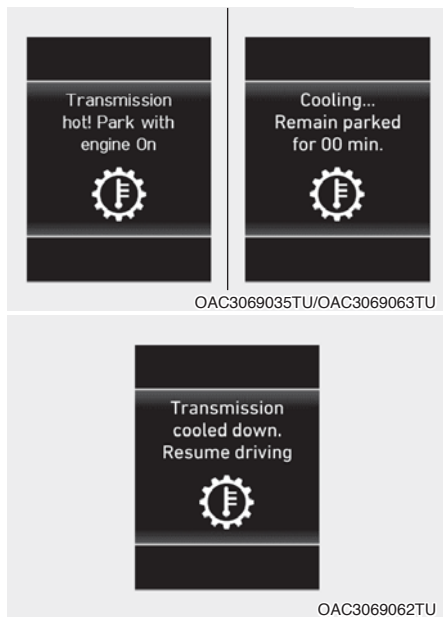 Transmission
hot! Park with
engine On
Cooling...
Remain parked
for 00 min.
OAC3069035TU/OAC3069063TU
Transmission
cooled down.
Resume driving
OAC3069062TU